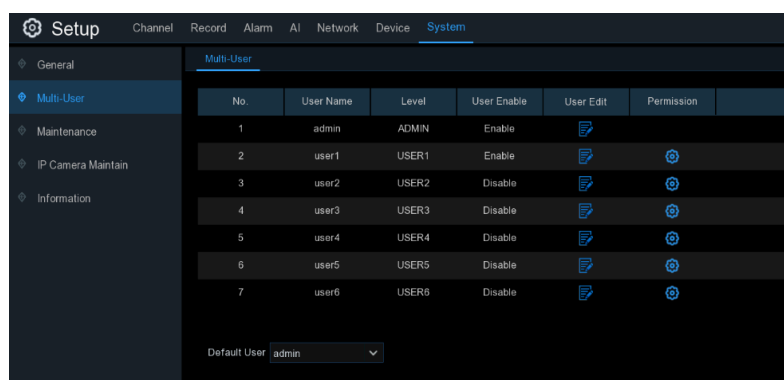 Setup Channel Record Alarm AI Network Device System
General
Multi-User
Maintenance
IP Camera Maintain
Information
Multi-User
No. User Name Level User Enable User Edit Permission
1 admin ADMIN Enable
2 user1 USER1 Enable
3 user2 USER2 Disable
4 user3 USER3 Disable
5 user4 USER4 Disable
6 user5 USER5 Disable
7 user6 USER6 Disable
Default User admin